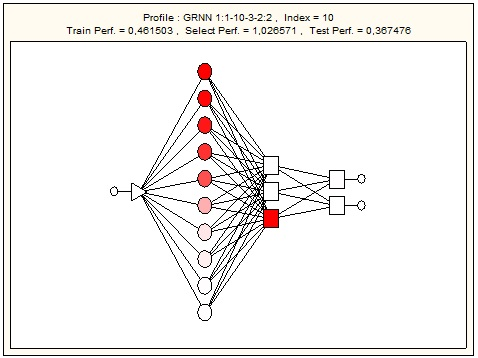 Profile : GRNN 1:1-10-3-2:2 , Index = 10
Train Perf. = 0,461503 , Select Perf. = 1,026571 , Test Perf. = 0,367476